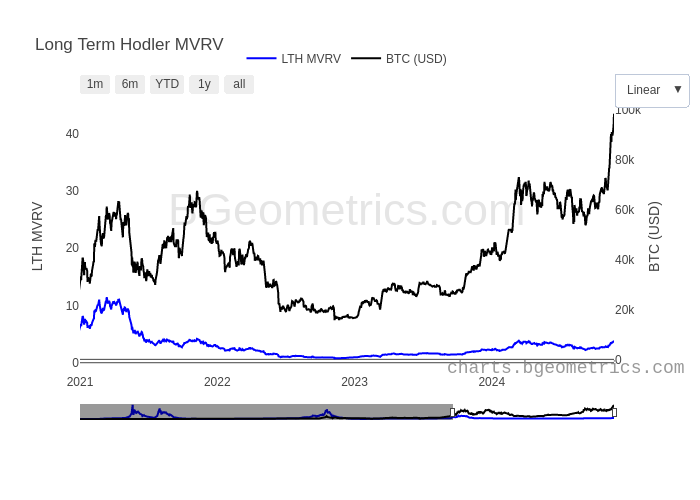 Long Term Hodler MVRV
LTH MVRV BTC (USD)
1m 6m YTD 1y all
Linear ▼
100k
80k
60k
40k
20k
0
BTC (USD)
40
30
20
10
0
LTH MVRV
BGeometrics.com
charts.bgeometrics.com
2021 2022 2023 2024